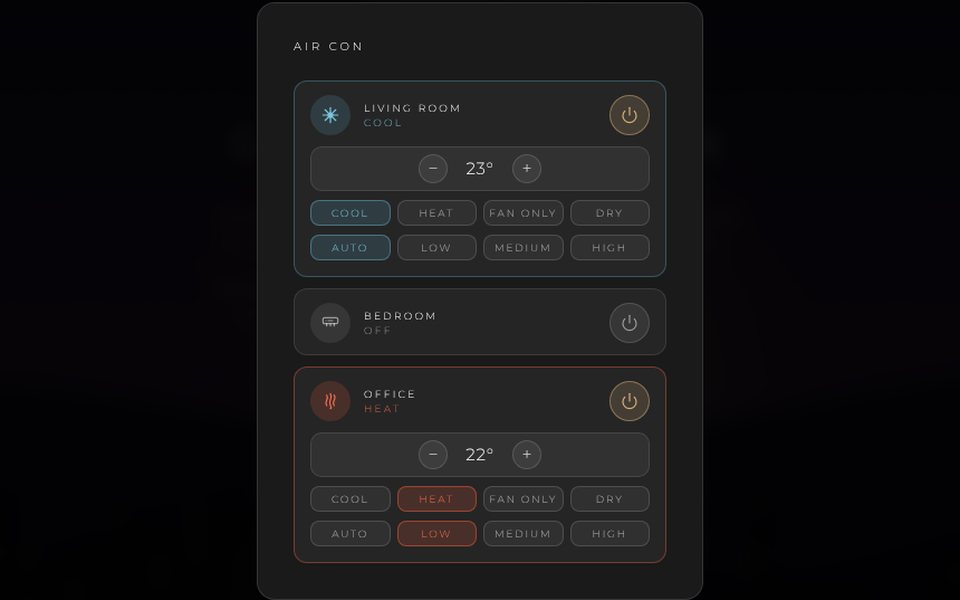 AIR CON
LIVING ROOM
COOL
− 23° +
COOL HEAT FAN ONLY DRY
AUTO LOW MEDIUM HIGH
BEDROOM
OFF
OFFICE
HEAT
− 22° +
COOL HEAT FAN ONLY DRY
AUTO LOW MEDIUM HIGH